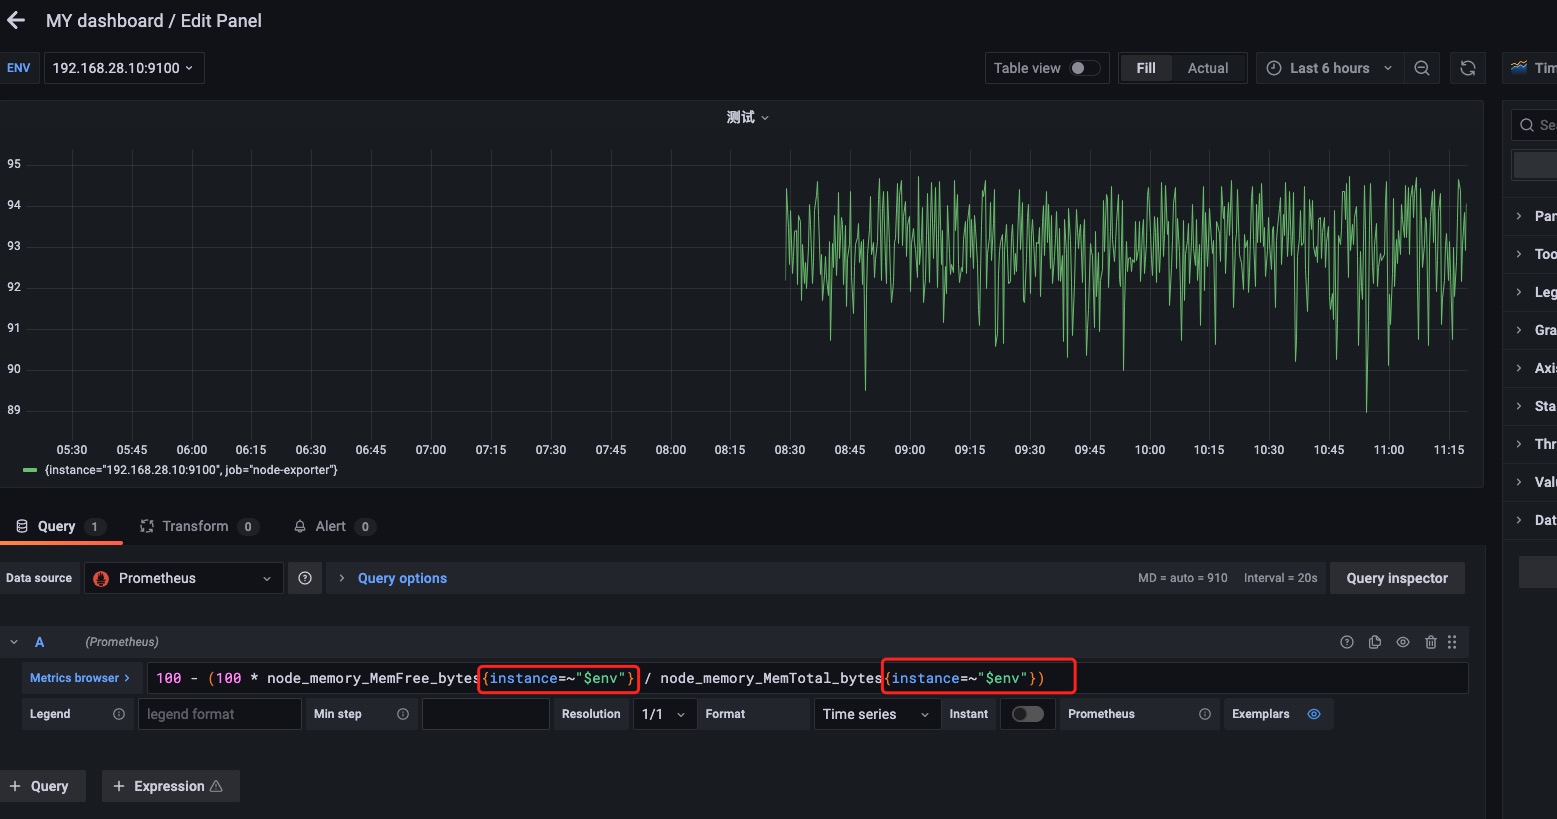 MY dashboard / Edit Panel
ENV 192.168.28.10:9100
Table view Fill Actual Last 6 hours Tim
测试
Sea
95
94
93
92
91
90
89
05:30 05:45 06:00 06:15 06:30 06:45 07:00 07:15 07:30 07:45 08:00 08:15 08:30 08:45 09:00 09:15 09:30 09:45 10:00 10:15 10:30 10:45 11:00 11:15
{instance="192.168.28.10:9100", job="node-exporter"}
Pan
Too
Leg
Gra
Axis
Sta
Thr
Valu
Dat
Query 1 Transform 0 Alert 0
Data source Prometheus Query options MD = auto = 910 Interval = 20s Query inspector
A (Prometheus)
Metrics browser > 100 - (100 * node_memory_MemFree_bytes{instance=~"$env"} / node_memory_MemTotal_bytes{instance=~"$env"})
Legend legend format Min step Resolution 1/1 Format Time series Instant Prometheus Exemplars
+ Query + Expression